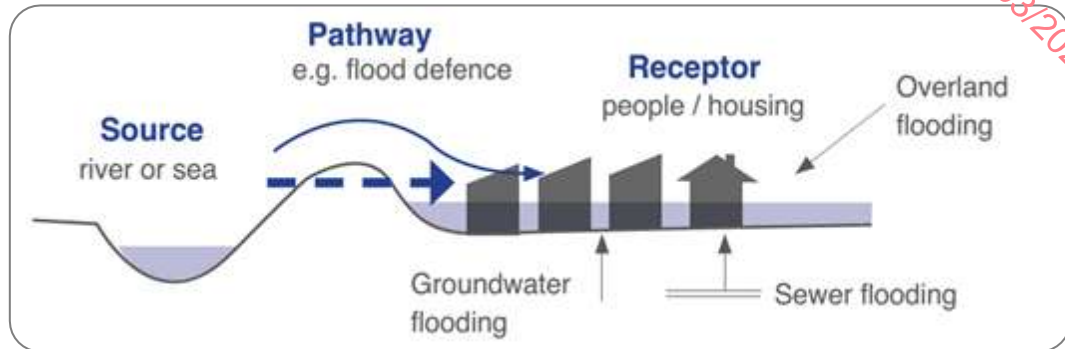 Pathway
e.g. flood defence
Source
river or sea
Receptor
people / housing
Overland
flooding
Groundwater
flooding
Sewer flooding